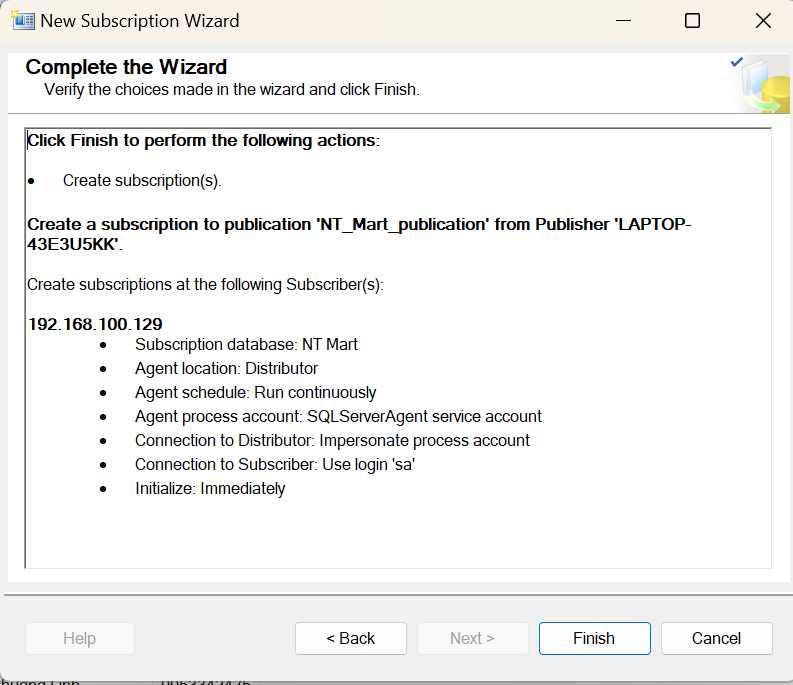 New Subscription Wizard
Complete the Wizard
Verify the choices made in the wizard and click Finish.
Click Finish to perform the following actions:
• Create subscription(s).
Create a subscription to publication 'NT_Mart_publication' from Publisher 'LAPTOP-
43E3U5KK'.
Create subscriptions at the following Subscriber(s):
192.168.100.129
• Subscription database: NT Mart
• Agent location: Distributor
• Agent schedule: Run continuously
• Agent process account: SQLServerAgent service account
• Connection to Distributor: Impersonate process account
• Connection to Subscriber: Use login 'sa'
• Initialize: Immediately
Help
< Back
Next >
Finish
Cancel